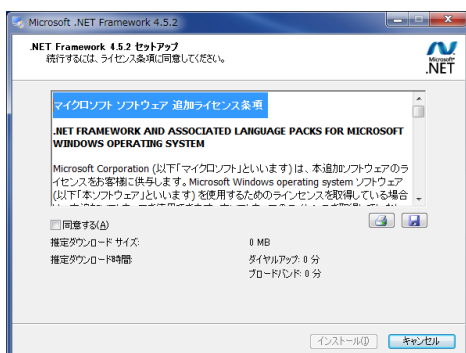 Microsoft .NET Framework 4.5.2
.NET Framework 4.5.2 セットアップ
続行するには、ライセンス条項に同意してください。
Microsoft
.NET
マイクロソフト ソフトウェア 追加ライセンス条項
.NET FRAMEWORK AND ASSOCIATED LANGUAGE PACKS FOR MICROSOFT
WINDOWS OPERATING SYSTEM
Microsoft Corporation (以下「マイクロソフト」といいます) は、本追加ソフトウェアのラ
イセンスをお客様に供与します。Microsoft Windows operating system ソフトウェア
(以下「本ソフトウェア」といいます) を使用するためのラインセンスを取得している場合
同意する(A)
推定ダウンロード サイズ: 0 MB
推定ダウンロード時間: ダイヤルアップ: 0 分
ブロードバンド: 0 分
インストール(I) キャンセル